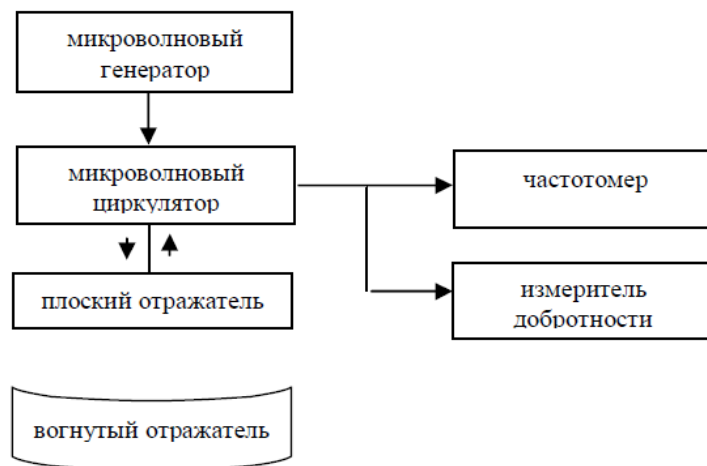 микроволновый
генератор
микроволновый
циркулятор
частотомер
плоский отражатель
измеритель
добротности
вогнутый отражатель